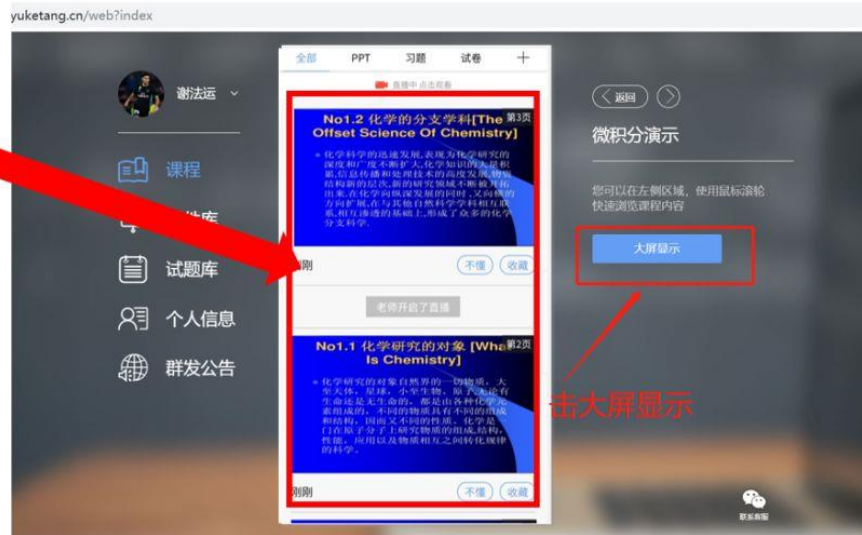 yuketang.cn/web?index
谢法运
课程
试题库
个人信息
群发公告
全部 PPT 习题 试卷
直播中 点击观看
No1.2 化学的分支学科[The
Offset Science Of Chemistry]
第3页
化学科学的迅速发展,表现为化学研究的
深度和广度不断扩大,化学知识的大量积
累,信息传播和处理技术的高度发展,物质
结构新的层次,新的研究领域不断被开拓
出来.在化学向纵深发展的同时,又向横的
方向扩展,在与其他自然科学学科相互联
系,相互渗透的基础上,形成了众多的化学
分支科学.
刚刚
不懂 收藏
老师开启了直播
No1.1 化学研究的对象 [What
Is Chemistry]
第2页
化学研究的对象自然界的一切物质，大
至天体，星球，小至生物，原子,无论有
生命还是无生命的，都是由各种化学元
素组成的，不同的物质具有不同的组成
和结构，因而又不同的性质。化学是一
门在原子分子上研究物质的组成,结构,
性能，应用以及物质相互之间转化规律
的科学。
刚刚
不懂 收藏
返回
微积分演示
您可以在左侧区域，使用鼠标滚轮
快速浏览课程内容
大屏显示
击大屏显示
联系客服